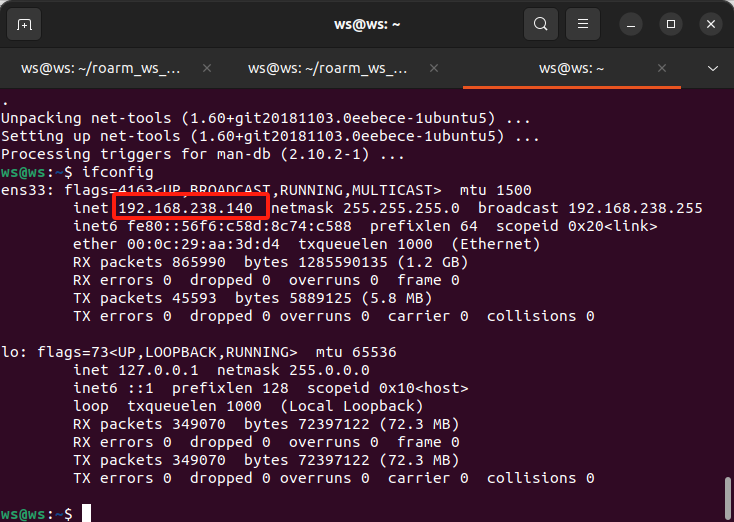 ws@ws: ~
ws@ws: ~/roarm_ws_...
ws@ws: ~/roarm_ws_...
ws@ws: ~
.
Unpacking net-tools (1.60+git20181103.0eebece-1ubuntu5) ...
Setting up net-tools (1.60+git20181103.0eebece-1ubuntu5) ...
Processing triggers for man-db (2.10.2-1) ...
ws@ws:~$ ifconfig
ens33: flags=4163<UP,BROADCAST,RUNNING,MULTICAST>  mtu 1500
        inet 192.168.238.140  netmask 255.255.255.0  broadcast 192.168.238.255
        inet6 fe80::56f6:c58d:8c74:c588  prefixlen 64  scopeid 0x20<link>
        ether 00:0c:29:aa:3d:d4  txqueuelen 1000  (Ethernet)
        RX packets 865990  bytes 1285590135 (1.2 GB)
        RX errors 0  dropped 0  overruns 0  frame 0
        TX packets 45593  bytes 5889125 (5.8 MB)
        TX errors 0  dropped 0 overruns 0  carrier 0  collisions 0
lo: flags=73<UP,LOOPBACK,RUNNING>  mtu 65536
        inet 127.0.0.1  netmask 255.0.0.0
        inet6 ::1  prefixlen 128  scopeid 0x10<host>
        loop  txqueuelen 1000  (Local Loopback)
        RX packets 349070  bytes 72397122 (72.3 MB)
        RX errors 0  dropped 0  overruns 0  frame 0
        TX packets 349070  bytes 72397122 (72.3 MB)
        TX errors 0  dropped 0 overruns 0  carrier 0  collisions 0
ws@ws:~$